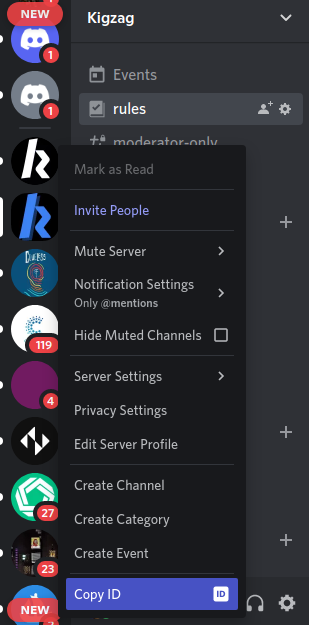 NEW
Kigzag
1
Events
1
rules
moderator-only
Mark as Read
Invite People
Mute Server
Notification Settings
Only @mentions
Hide Muted Channels
119
Server Settings
4
Privacy Settings
Edit Server Profile
Create Channel
27
Create Category
Create Event
23
Copy ID
ID
NEW